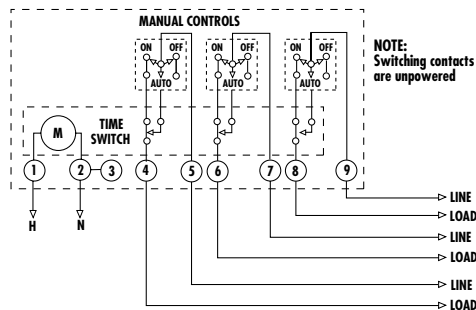 MANUAL CONTROLS
ON OFF ON OFF ON OFF
AUTO AUTO AUTO
NOTE:
Switching contacts
are unpowered
TIME
SWITCH
M
1 2 3 4 5 6 7 8 9
H N
LINE
LOAD
LINE
LOAD
LINE
LOAD